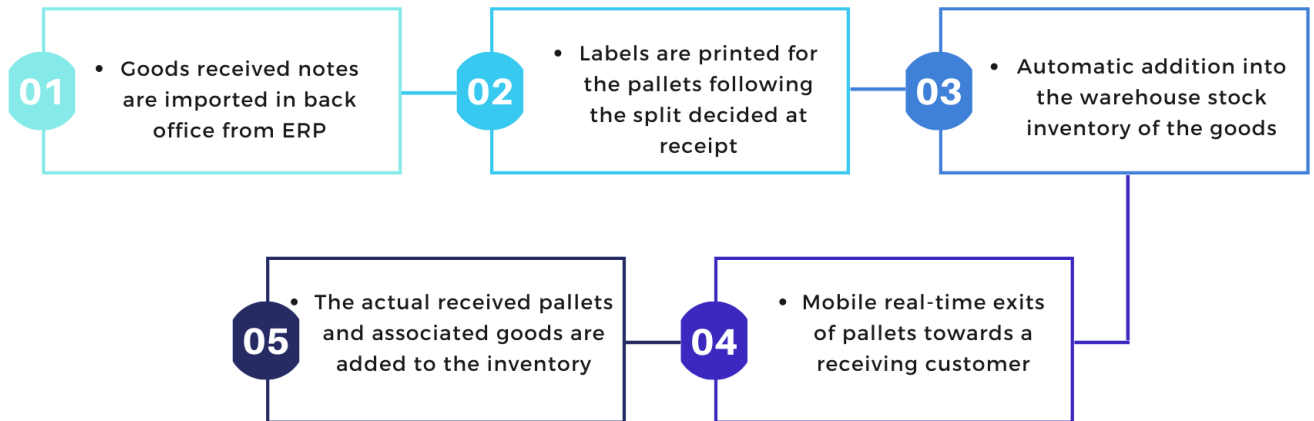 01
• Goods received notes
are imported in back
office from ERP
02
• Labels are printed for
the pallets following
the split decided at
receipt
03
• Automatic addition into
the warehouse stock
inventory of the goods
04
• Mobile real-time exits
of pallets towards a
receiving customer
05
• The actual received pallets
and associated goods are
added to the inventory